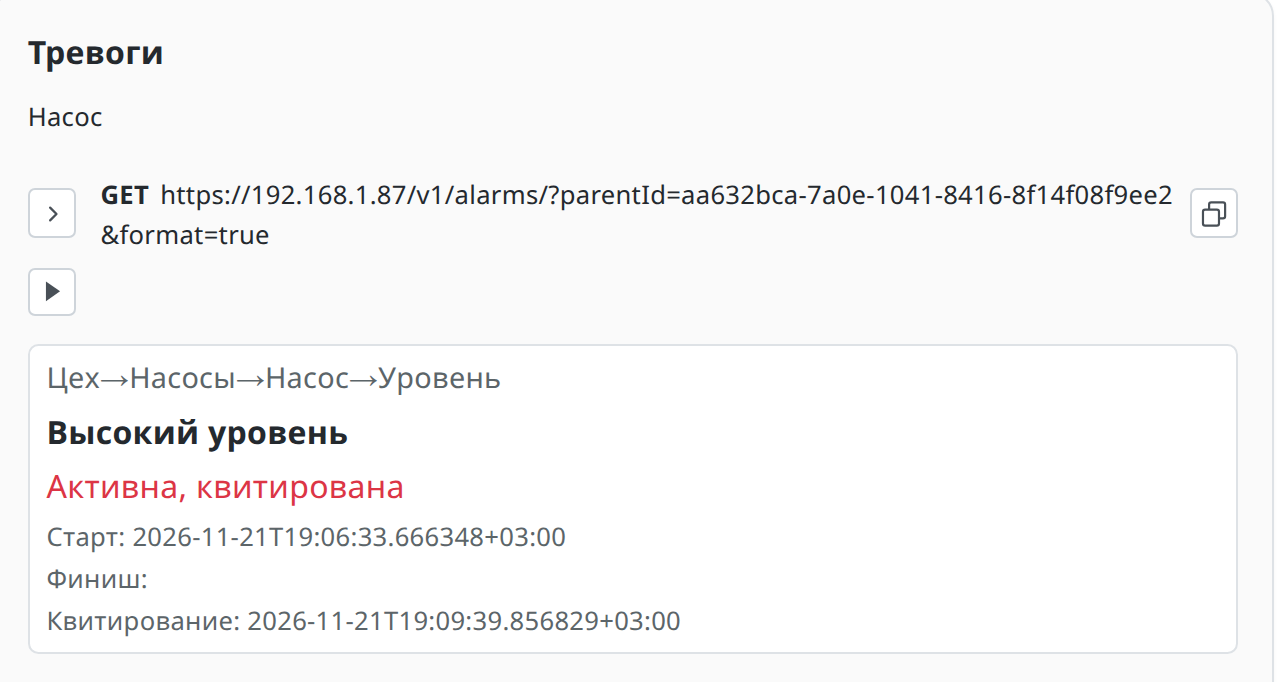 Тревоги
Насос
GET https://192.168.1.87/v1/alarms/?parentId=aa632bca-7a0e-1041-8416-8f14f08f9ee2
&format=true
Цех→Насосы→Насос→Уровень
Высокий уровень
Активна, квитирована
Старт: 2026-11-21T19:06:33.666348+03:00
Финиш:
Квитирование: 2026-11-21T19:09:39.856829+03:00